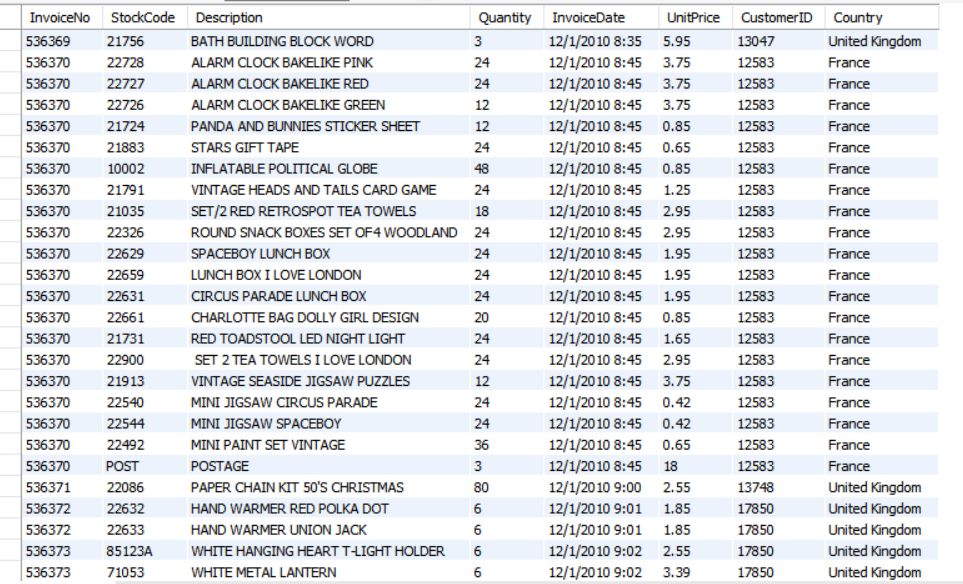 InvoiceNo StockCode Description Quantity InvoiceDate UnitPrice CustomerID Country
536369 21756 BATH BUILDING BLOCK WORD 3 12/1/2010 8:35 5.95 13047 United Kingdom
536370 22728 ALARM CLOCK BAKELIKE PINK 24 12/1/2010 8:45 3.75 12583 France
536370 22727 ALARM CLOCK BAKELIKE RED 24 12/1/2010 8:45 3.75 12583 France
536370 22726 ALARM CLOCK BAKELIKE GREEN 12 12/1/2010 8:45 3.75 12583 France
536370 21724 PANDA AND BUNNIES STICKER SHEET 12 12/1/2010 8:45 0.85 12583 France
536370 21883 STARS GIFT TAPE 24 12/1/2010 8:45 0.65 12583 France
536370 10002 INFLATABLE POLITICAL GLOBE 48 12/1/2010 8:45 0.85 12583 France
536370 21791 VINTAGE HEADS AND TAILS CARD GAME 24 12/1/2010 8:45 1.25 12583 France
536370 21035 SET/2 RED RETROSPOT TEA TOWELS 18 12/1/2010 8:45 2.95 12583 France
536370 22326 ROUND SNACK BOXES SET OF4 WOODLAND 24 12/1/2010 8:45 2.95 12583 France
536370 22629 SPACEBOY LUNCH BOX 24 12/1/2010 8:45 1.95 12583 France
536370 22659 LUNCH BOX I LOVE LONDON 24 12/1/2010 8:45 1.95 12583 France
536370 22631 CIRCUS PARADE LUNCH BOX 24 12/1/2010 8:45 1.95 12583 France
536370 22661 CHARLOTTE BAG DOLLY GIRL DESIGN 20 12/1/2010 8:45 0.85 12583 France
536370 21731 RED TOADSTOOL LED NIGHT LIGHT 24 12/1/2010 8:45 1.65 12583 France
536370 22900 SET 2 TEA TOWELS I LOVE LONDON 24 12/1/2010 8:45 2.95 12583 France
536370 21913 VINTAGE SEASIDE JIGSAW PUZZLES 12 12/1/2010 8:45 3.75 12583 France
536370 22540 MINI JIGSAW CIRCUS PARADE 24 12/1/2010 8:45 0.42 12583 France
536370 22544 MINI JIGSAW SPACEBOY 24 12/1/2010 8:45 0.42 12583 France
536370 22492 MINI PAINT SET VINTAGE 36 12/1/2010 8:45 0.65 12583 France
536370 POST POSTAGE 3 12/1/2010 8:45 18 12583 France
536371 22086 PAPER CHAIN KIT 50'S CHRISTMAS 80 12/1/2010 9:00 2.55 13748 United Kingdom
536372 22632 HAND WARMER RED POLKA DOT 6 12/1/2010 9:01 1.85 17850 United Kingdom
536372 22633 HAND WARMER UNION JACK 6 12/1/2010 9:01 1.85 17850 United Kingdom
536373 85123A WHITE HANGING HEART T-LIGHT HOLDER 6 12/1/2010 9:02 2.55 17850 United Kingdom
536373 71053 WHITE METAL LANTERN 6 12/1/2010 9:02 3.39 17850 United Kingdom